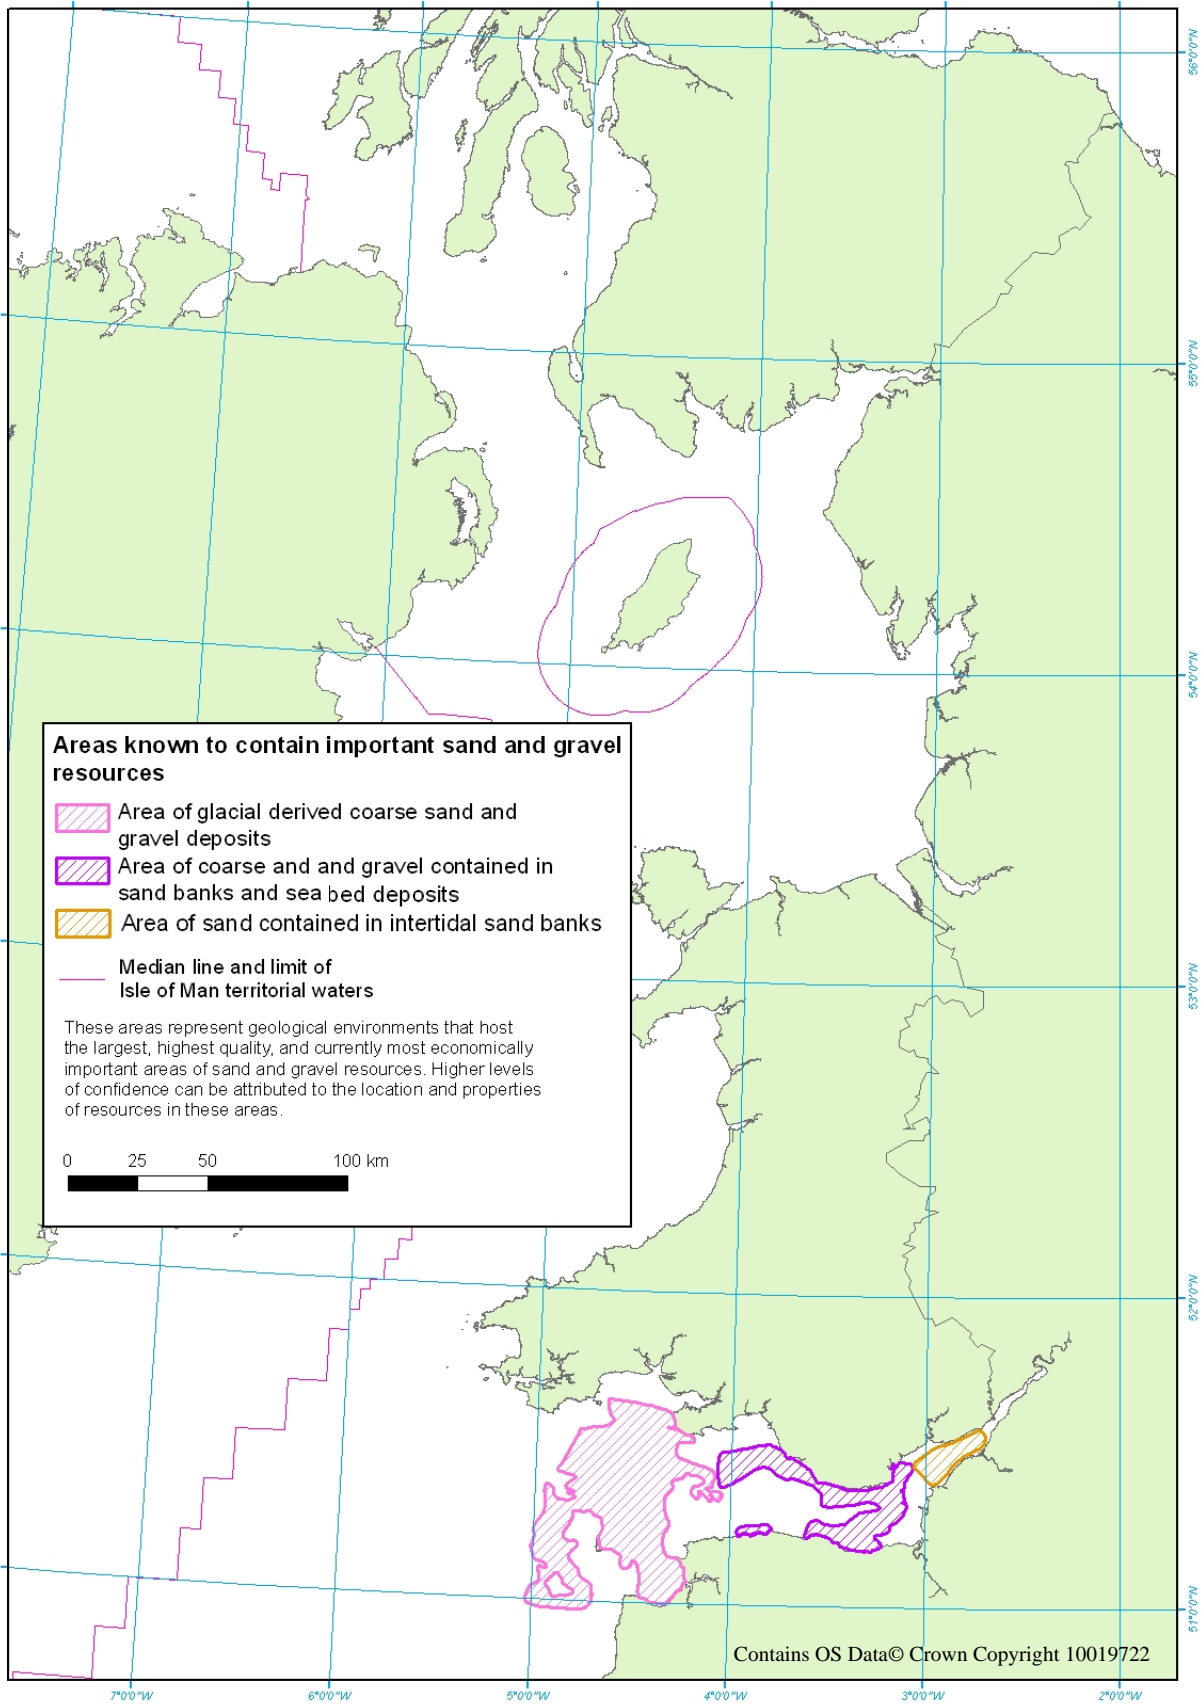 56°0'0"N
55°0'0"N
54°0'0"N
Areas known to contain important sand and gravel
resources
Area of glacial derived coarse sand and
gravel deposits
Area of coarse and and gravel contained in
sand banks and sea bed deposits
Area of sand contained in intertidal sand banks
Median line and limit of
Isle of Man territorial waters
These areas represent geological environments that host
the largest, highest quality, and currently most economically
important areas of sand and gravel resources. Higher levels
of confidence can be attributed to the location and properties
of resources in these areas.
0 25 50 100 km
53°0'0"N
52°0'0"N
51°0'0"N
Contains OS Data© Crown Copyright 10019722
7°0'0"W 6°0'0"W 5°0'0"W 4°0'0"W 3°0'0"W 2°0'0"W